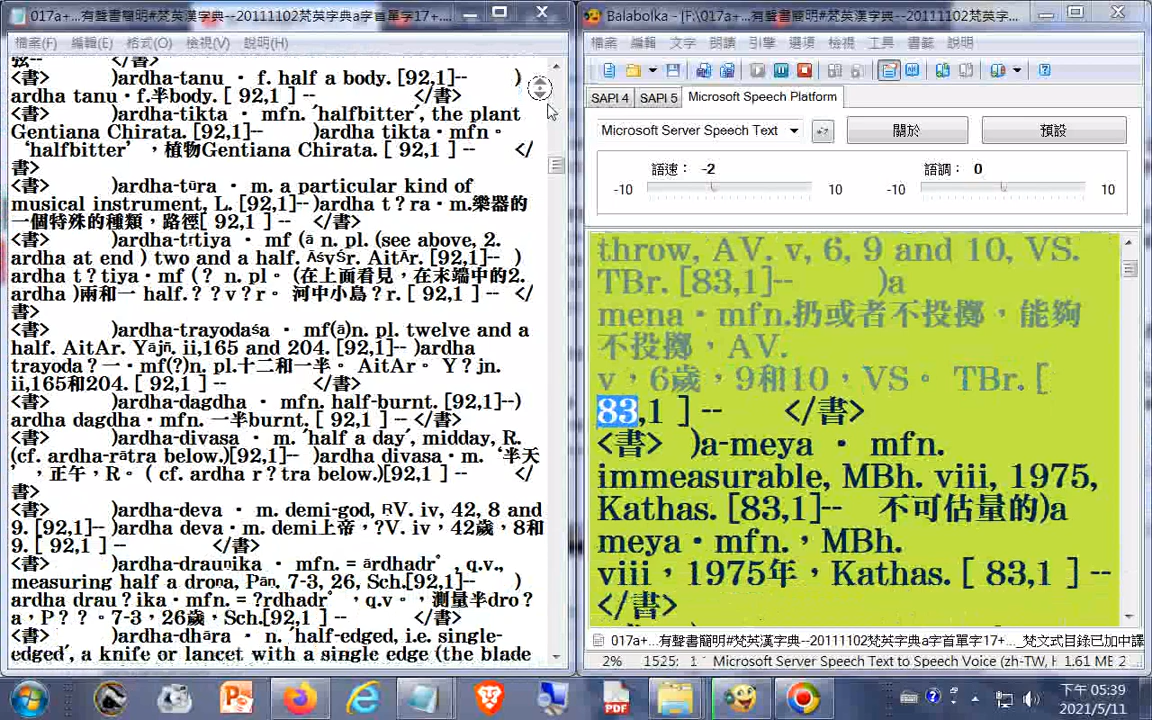 017a+...有聲書簡明#梵英漢字典--20111102梵英字典a字首單字17+...
檔案(F) 編輯(E) 格式(O) 檢視(V) 說明(H)
弦-- </書>
<書> )ardha-tanu · f. half a body. [92,1]-- )
ardha tanu · f.半body. [ 92,1 ] -- </書>
<書> )ardha-tikta · mfn. ′halfbitter′, the plant
Gentiana Chirata. [92,1]-- )ardha tikta · mfn。
‘halfbitter’，植物Gentiana Chirata. [ 92,1 ] -- </
書>
<書> )ardha-tūra · m. a particular kind of
musical instrument, L. [92,1]-- )ardha t？ra · m.樂器的
一個特殊的種類，路徑[ 92,1 ] -- </書>
<書> )ardha-tṛtiya · mf (ā n. pl. (see above, 2.
ardha at end ) two and a half. ĀśvŚr. AitĀr. [92,1]--
ardha t？tiya · mf (？ n. pl。 (在上面看見，在末端中的2.
ardha )兩和一 half.？？v？r。 河中小島？r. [ 92,1 ] -- </
書>
<書> )ardha-trayodaśa · mf(ā)n. pl. twelve and a
half. AitAr. Yājñ. ii,165 and 204. [92,1]-- )ardha
trayoda？一 · mf(?)n. pl.十二和一半。 AitAr。 Y？jn.
ii,165和204. [ 92,1 ] -- </書>
<書> )ardha-dagdha · mfn. half-burnt. [92,1]--)
ardha dagdha · mfn. 一半burnt. [ 92,1 ] -- </書>
<書> )ardha-divasa · m. ′half a day′, midday, R.
(cf. ardha-rātra below.)[92,1]-- )ardha divasa · m.‘半天
’，正午，R。 ( cf. ardha r？tra below.)[92,1 ] -- </
書>
<書> )ardha-deva · m. demi-god, ṚV. iv, 42, 8 and
9. [92,1]-- )ardha deva · m. demi上帝，?V. iv，42歲，8和
9. [ 92,1 ] -- </書>
<書> )ardha-drauṇika · mfn. = ārdhadr°, q.v.,
measuring half a droṇa, Pāṇ. 7-3, 26, Sch.[92,1]-- )
ardha drau？ika · mfn. = ?rdhadr°，q.v。，測量半dro？
a，P？？。7-3，26歲，Sch.[92,1 ] -- </書>
<書> )ardha-dhāra · n. ′half-edged, i.e. single-
edged′, a knife or lancet with a single edge (the blade
Balabolka - [F:\017a+...有聲書簡明#梵英漢字典--20111102梵英字...
檔案 編輯 文字 朗讀 引擎 選項 檢視 工具 書籤 說明
SAPI 4 SAPI 5 Microsoft Speech Platform
Microsoft Server Speech Text 關於 預設
語速： -2 語調： 0
-10 10 -10 10
throw, AV. v, 6, 9 and 10, VS.
TBr. [83,1]-- )a
mena · mfn.扔或者不投擲，能夠
不投擲，AV.
v，6歲，9和10，VS。 TBr. [
83,1 ] -- </書>
<書> )a-meya · mfn.
immeasurable, MBh. viii, 1975,
Kathas. [83,1]-- 不可估量的)a
meya · mfn.，MBh.
viii，1975年，Kathas. [ 83,1 ] --
</書>
017a+...有聲書簡明#梵英漢字典--20111102梵英字典a字首單字17+..._梵文式目錄已加中譯
2% 1525: 1 Microsoft Server Speech Text to Speech Voice (zh-TW, H 1.61 MB 2
下午 05:39
2021/5/11